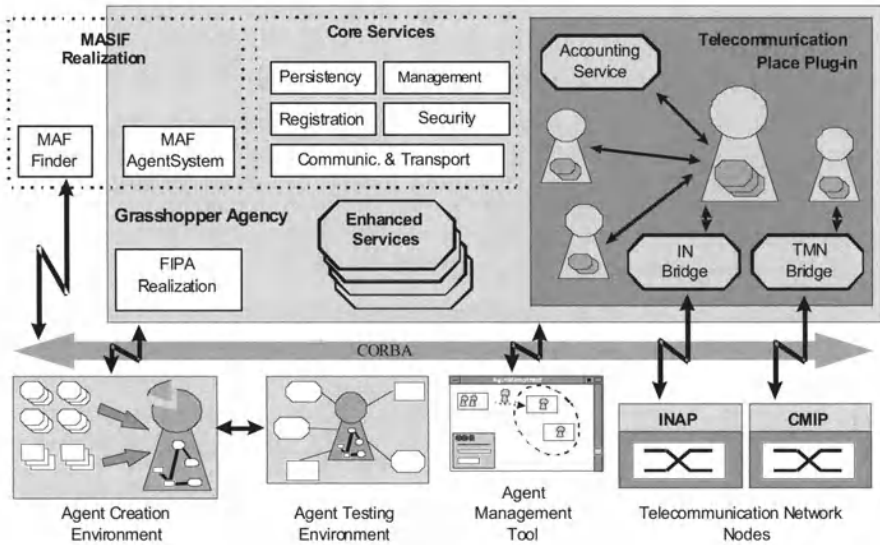 MASIF
Realization
Core Services
Telecommunication
Place Plug-in
Accounting
Service
Persistency
Management
Registration
Security
MAF
Finder
MAF
AgentSystem
Communic. & Transport
Grasshopper Agency
Enhanced
Services
FIPA
Realization
IN
Bridge
TMN
Bridge
CORBA
INAP
CMIP
Agent Creation
Environment
Agent Testing
Environment
Agent
Management
Tool
Telecommunication Network
Nodes